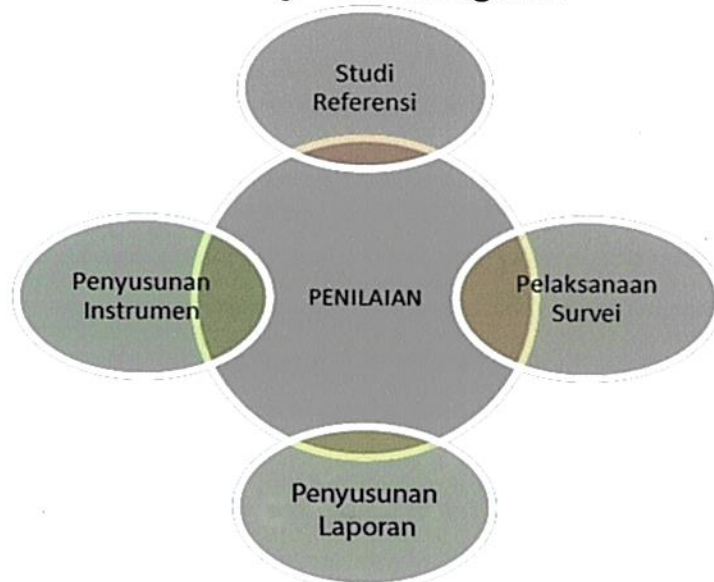 Studi
Referensi
Penyusunan
Instrumen
PENILAIAN
Pelaksanaan
Survei
Penyusunan
Laporan